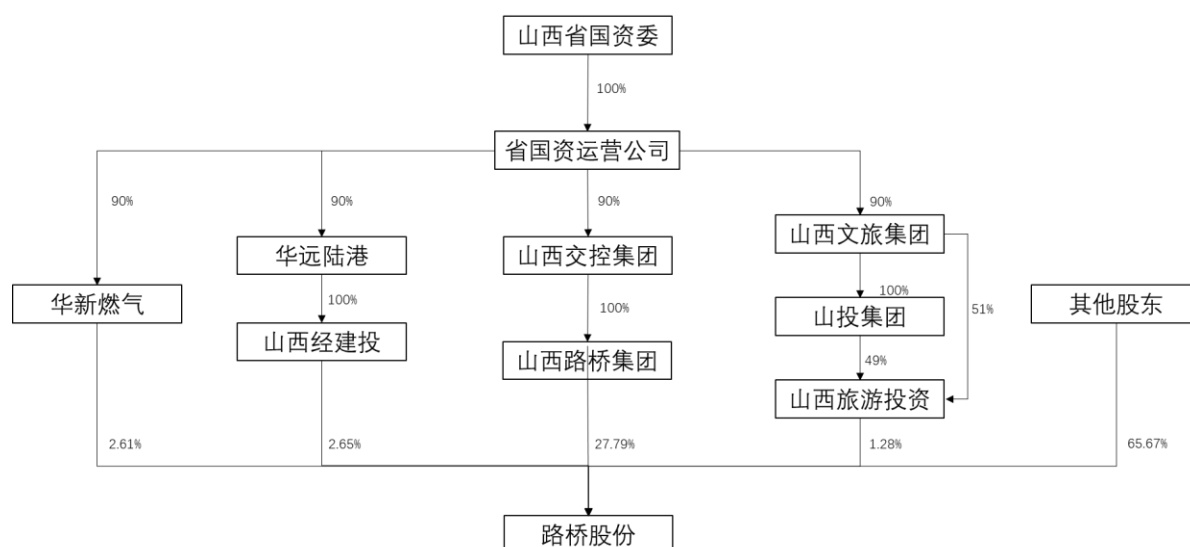 山西省国资委
100%
省国资运营公司
90%
90%
90%
90%
山西文旅集团
华远陆港
山西交控集团
华新燃气
100%
100%
100%
51%
山投集团
其他股东
山西经建投
山西路桥集团
49%
山西旅游投资
2.61%
2.65%
27.79%
1.28%
65.67%
路桥股份